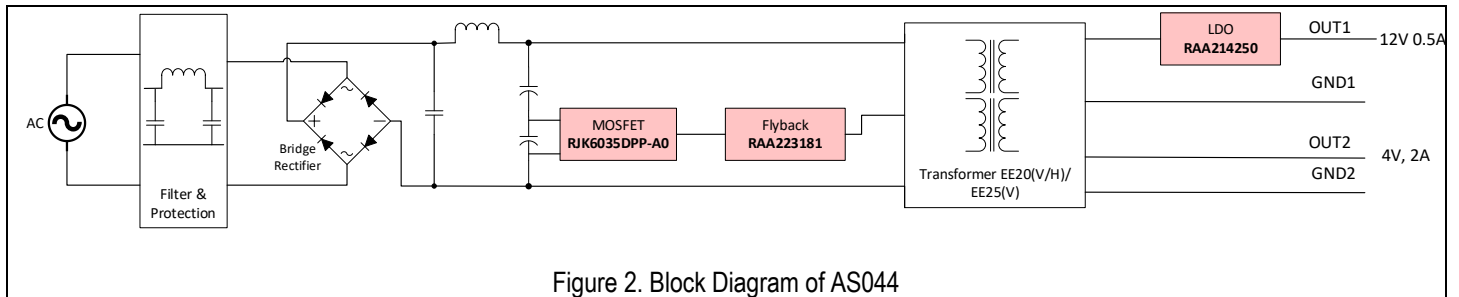 AC
Filter &
Protection
~
+
−
~
Bridge
Rectifier
MOSFET
RJK6035DPP-A0
Flyback
RAA223181
Transformer EE20(V/H)/
EE25(V)
LDO
RAA214250
OUT1
12V 0.5A
GND1
OUT2
4V, 2A
GND2
Figure 2. Block Diagram of AS044